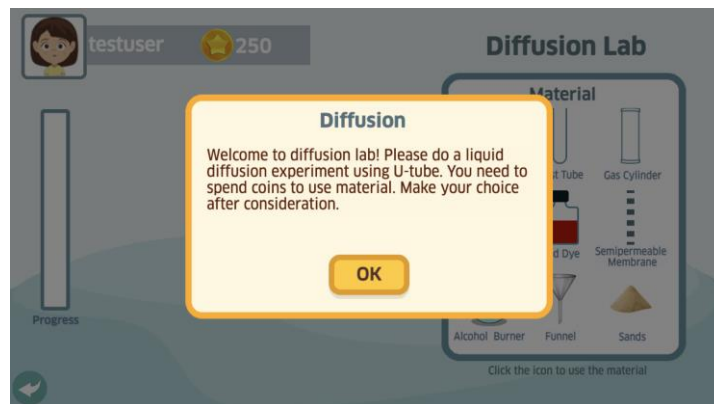 testuser
250
Diffusion Lab
Material
Diffusion
Welcome to diffusion lab! Please do a liquid
diffusion experiment using U-tube. You need to
spend coins to use material. Make your choice
after consideration.
OK
Tube
Gas Cylinder
Dye
Semipermeable
Membrane
Alcohol Burner
Funnel
Sands
Progress
Click the icon to use the material